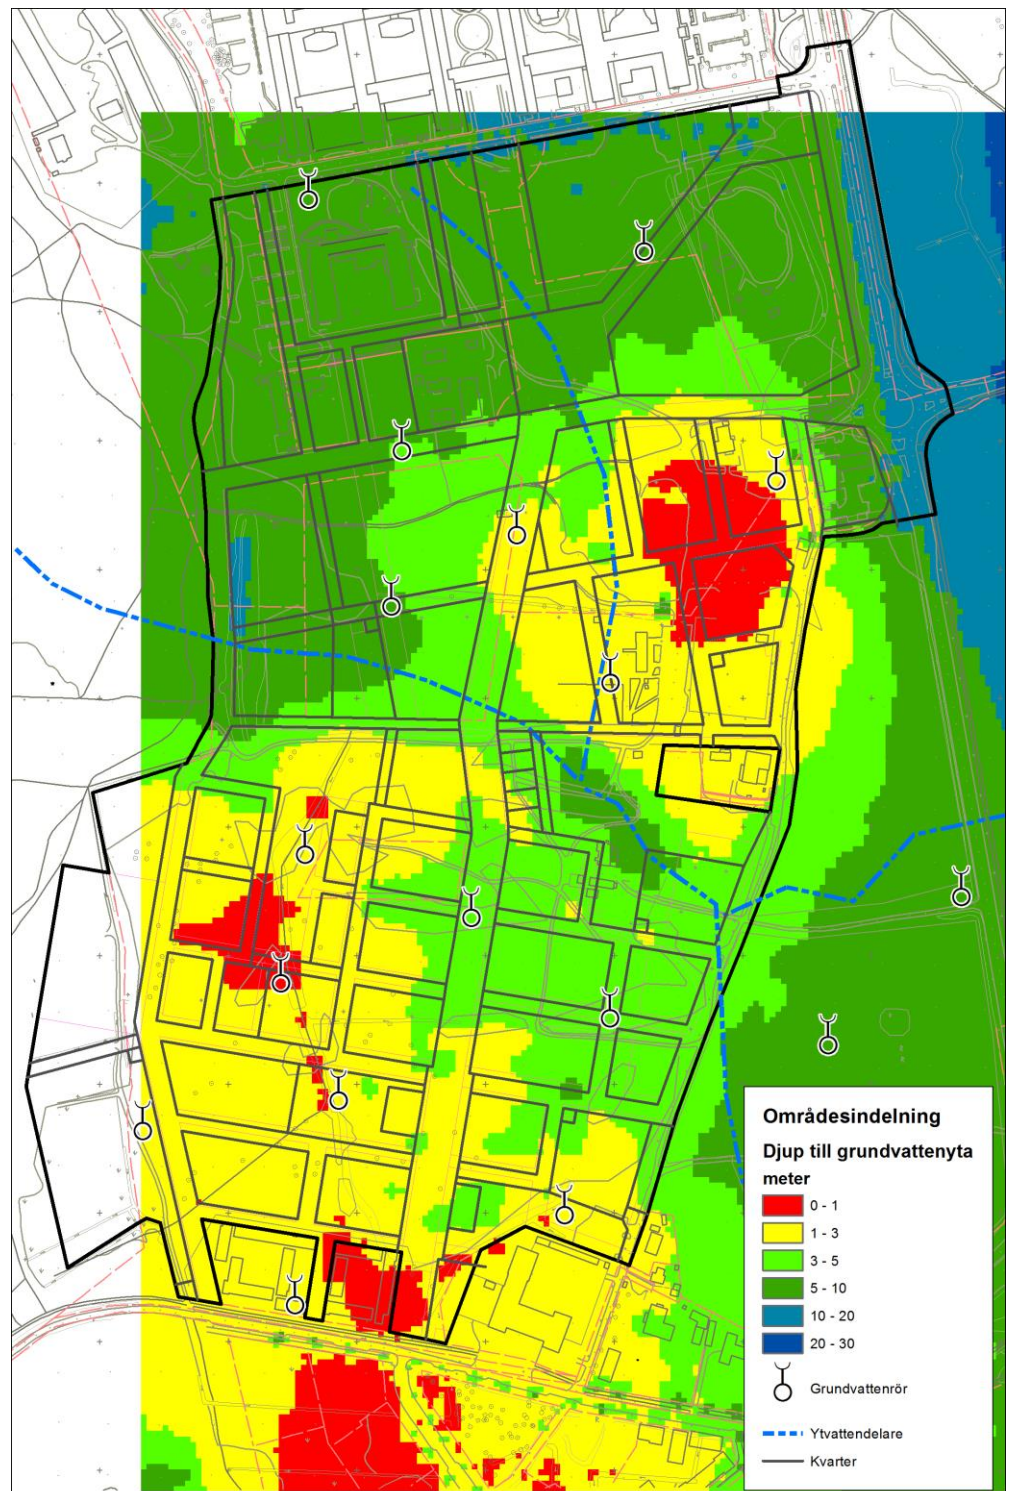 Områdesindelning
Djup till grundvattenyta
meter
0 - 1
1 - 3
3 - 5
5 - 10
10 - 20
20 - 30
Grundvattenrör
Ytvattendelare
Kvarter